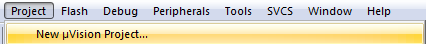 Project Flash Debug Peripherals Tools SVCS Window Help
New µVision Project...